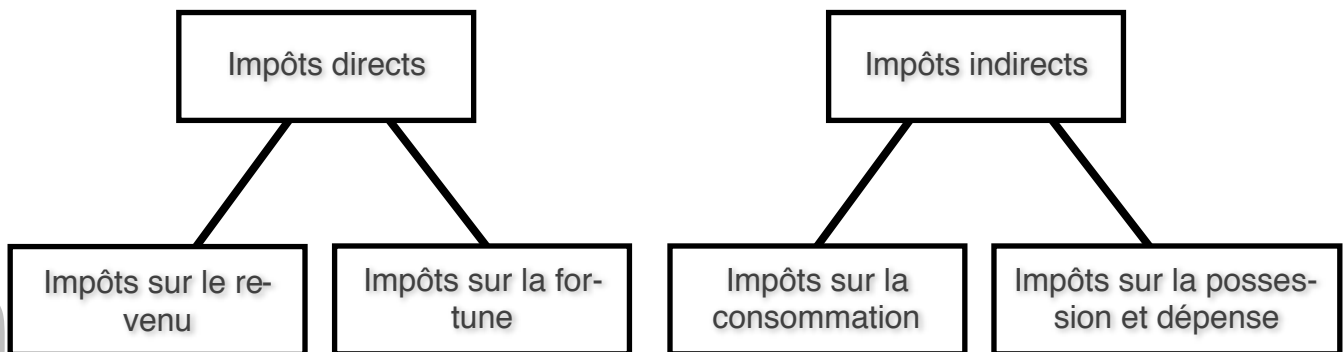 Impôts directs
Impôts indirects
Impôts sur le re-
venu
Impôts sur la for-
tune
Impôts sur la
consommation
Impôts sur la posses-
sion et dépense